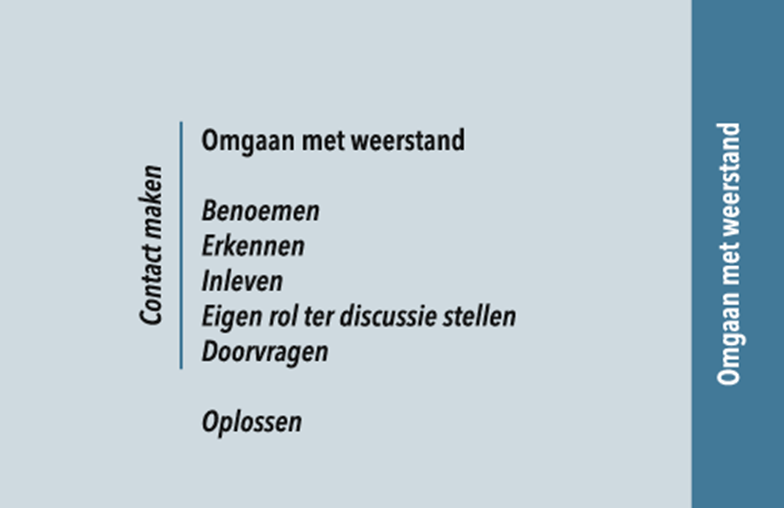 Contact maken
Omgaan met weerstand
Benoemen
Erkennen
Inleven
Eigen rol ter discussie stellen
Doorvragen
Oplossen
Omgaan met weerstand